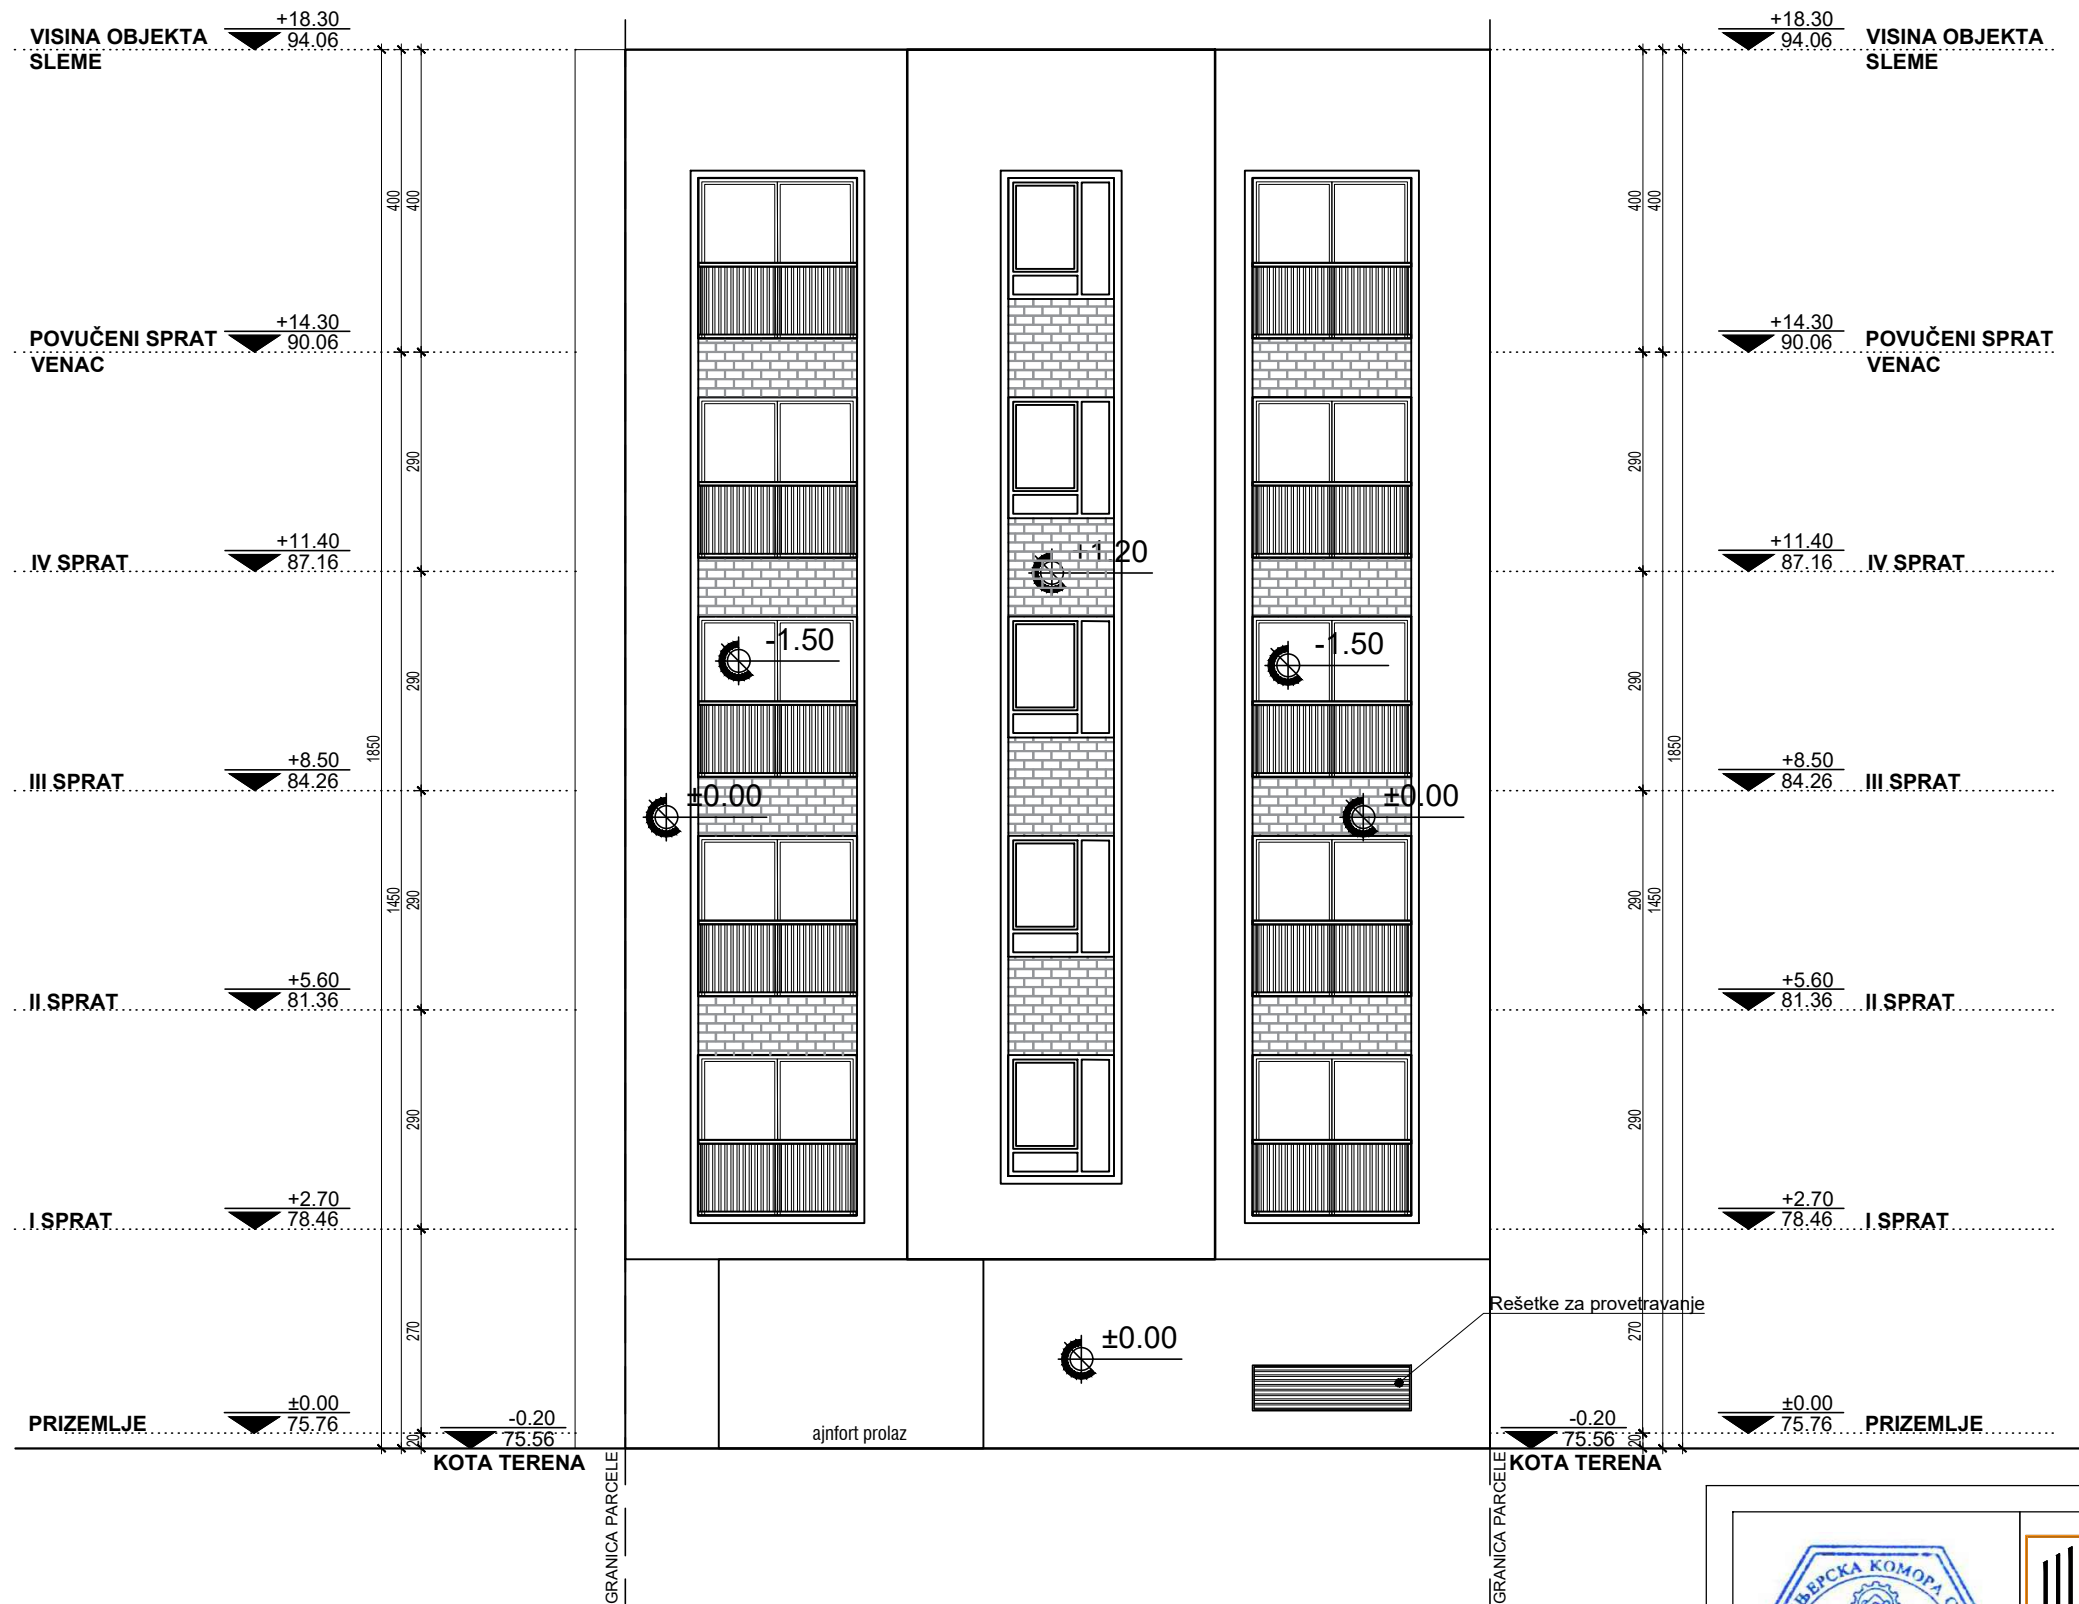 VISINA OBJEKTA
SLEME
+18.30
94.06
+18.30
94.06
VISINA OBJEKTA
SLEME
400
400
400
400
POVUČENI SPRAT
VENAC
+14.30
90.06
+14.30
90.06
POVUČENI SPRAT
VENAC
290
290
IV SPRAT
+11.40
87.16
+11.40
87.16
IV SPRAT
+1.20
-1.50
-1.50
290
290
1850
1850
III SPRAT
+8.50
84.26
±0.00
±0.00
+8.50
84.26
III SPRAT
1450
290
290
1450
II SPRAT
+5.60
81.36
+5.60
81.36
II SPRAT
290
290
I SPRAT
+2.70
78.46
+2.70
78.46
I SPRAT
270
270
Rešetke za provetravanje
±0.00
PRIZEMLJE
±0.00
75.76
20
-0.20
75.56
KOTA TERENA
ajnfort prolaz
-0.20
75.56
KOTA TERENA
20
±0.00
75.76
PRIZEMLJE
GRANICA PARCELE
GRANICA PARCELE
КОМОРА